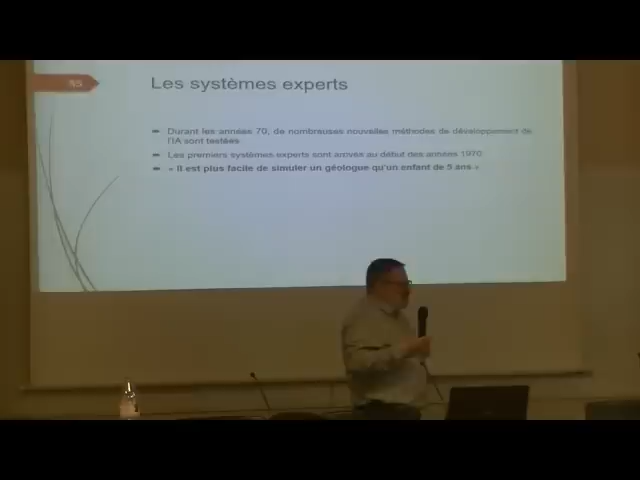 45
Les systèmes experts
Durant les années 70, de nombreuses nouvelles méthodes de développement de
l'IA sont testées
Les premiers systèmes experts sont arrivés au début des années 1970
« Il est plus facile de simuler un géologue qu'un enfant de 5 ans »